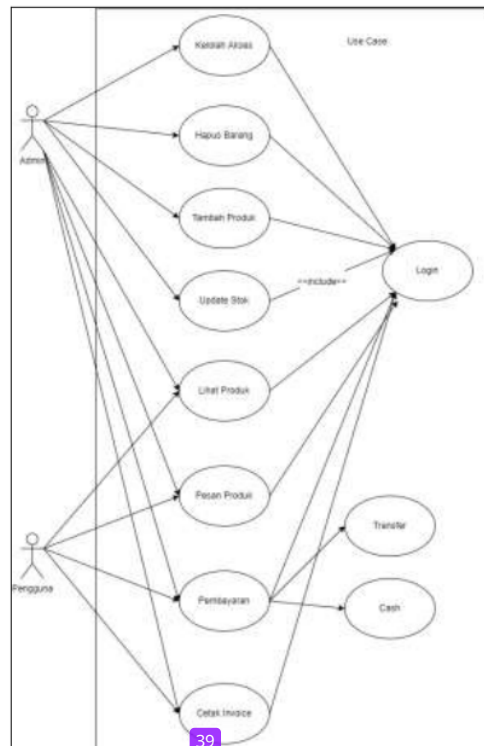 Use Case
Kelolah Akses
Admin
Hapus Barang
Tambah Produk
Login
<<include>>
Update Stok
Lihat Produk
Pesan Produk
Transfer
Pengguna
Pembayaran
Cash
Cetak Invoice
39